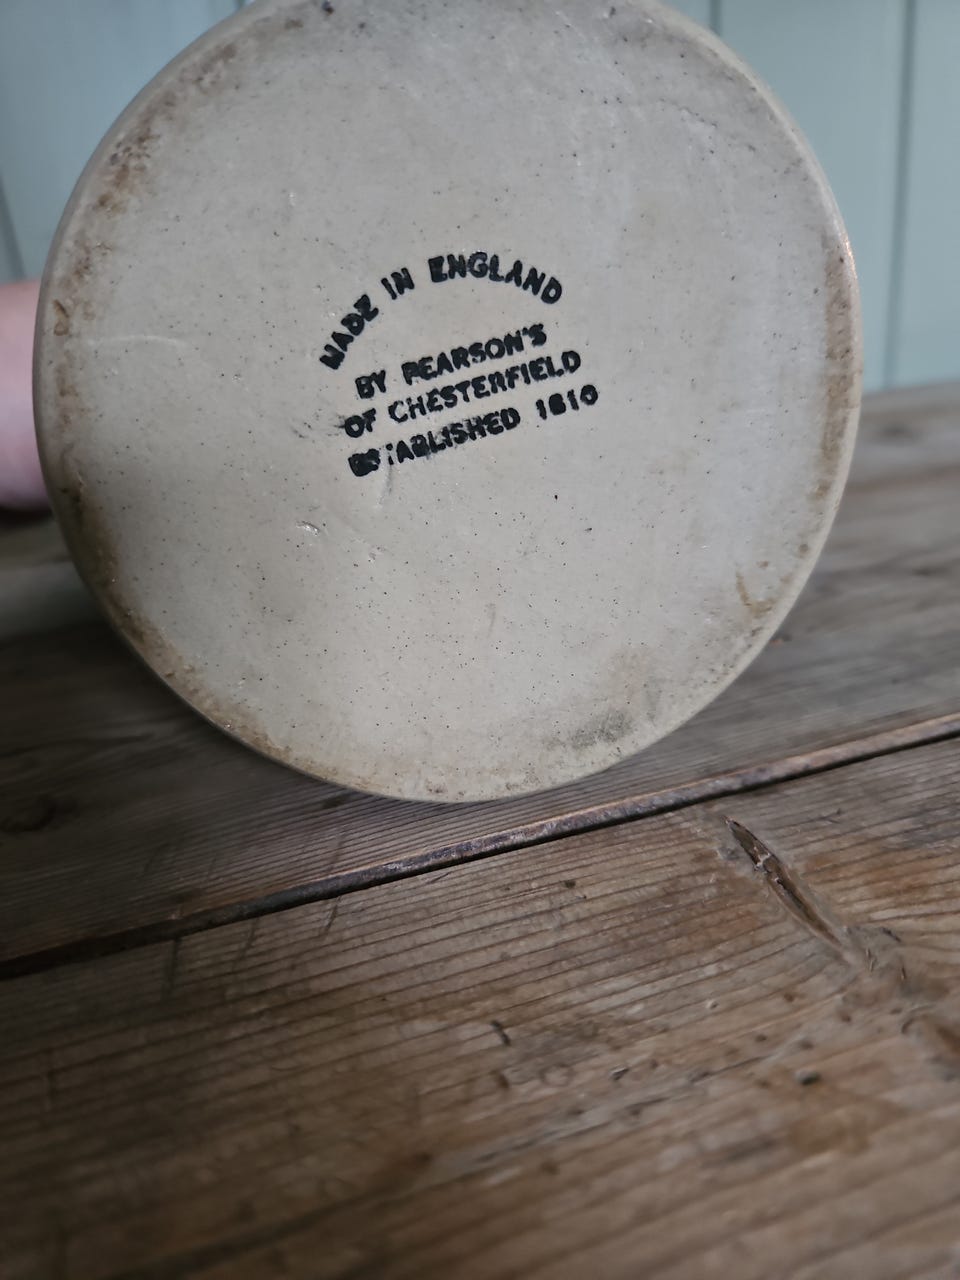 MADE IN ENGLAND
BY PEARSON'S
OF CHESTERFIELD
ESTABLISHED 1810